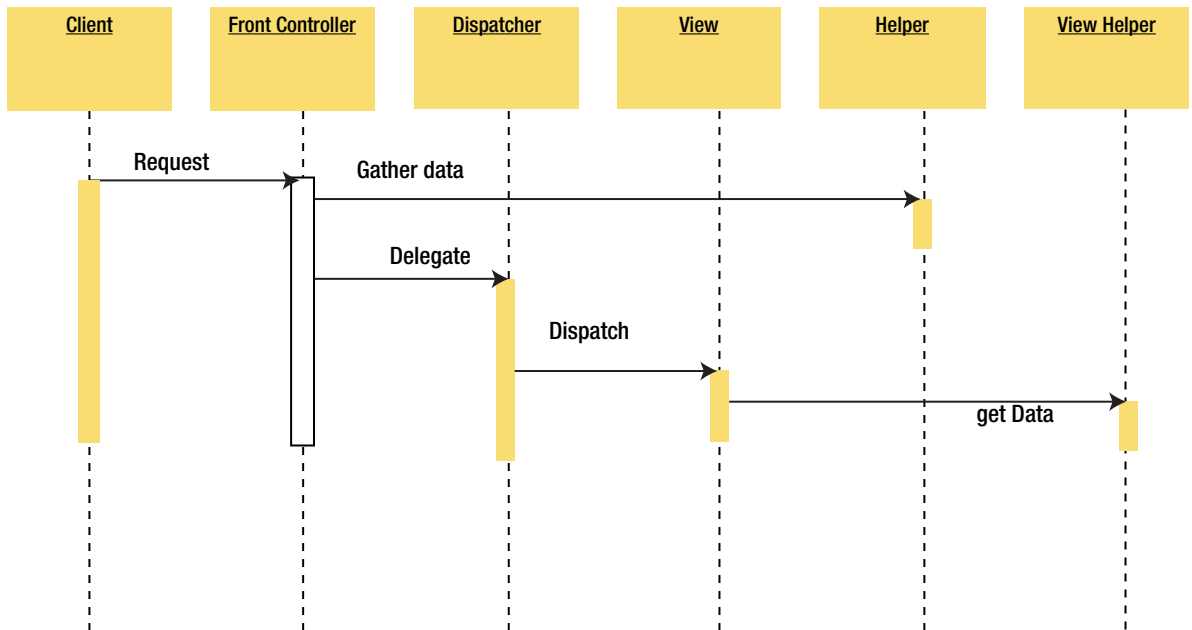 Client
Front Controller
Dispatcher
View
Helper
View Helper
Request
Gather data
Delegate
Dispatch
get Data